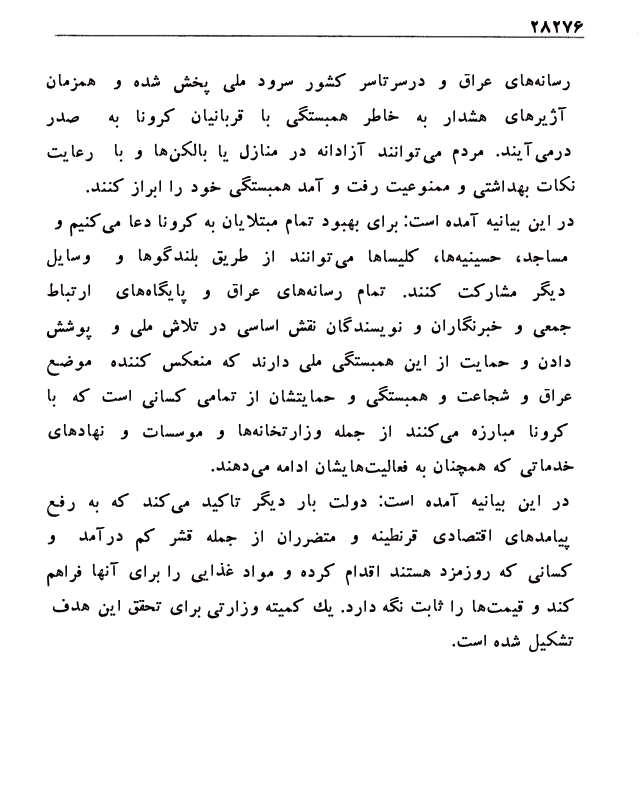 ۲۸۲۷۶
رسانه‌های عراق و درسرتاسر کشور سرود ملی پخش شده و همزمان
آژیرهای هشدار به خاطر همبستگی با قربانیان کرونا به صدر
درمی‌آیند. مردم می‌توانند آزادانه در منازل یا بالکن‌ها و با رعایت
نکات بهداشتی و ممنوعیت رفت و آمد همبستگی خود را ابراز کنند.
در این بیانیه آمده است: برای بهبود تمام مبتلایان به کرونا دعا می‌کنیم و
مساجد، حسینیه‌ها، کلیساها می‌توانند از طریق بلندگوها و وسایل
دیگر مشارکت کنند. تمام رسانه‌های عراق و پایگاه‌های ارتباط
جمعی و خبرنگاران و نویسندگان نقش اساسی در تلاش ملی و پوشش
دادن و حمایت از این همبستگی ملی دارند که منعکس کننده موضع
عراق و شجاعت و همبستگی و حمایتشان از تمامی کسانی است که با
کرونا مبارزه می‌کنند از جمله وزارتخانه‌ها و موسسات و نهادهای
خدماتی که همچنان به فعالیت‌هایشان ادامه می‌دهند.
در این بیانیه آمده است: دولت بار دیگر تاکید می‌کند که به رفع
پیامدهای اقتصادی قرنطینه و متضرران از جمله قشر کم درآمد و
کسانی که روزمزد هستند اقدام کرده و مواد غذایی را برای آنها فراهم
کند و قیمت‌ها را ثابت نگه دارد. یك کمیته وزارتی برای تحقق این هدف
تشکیل شده است.